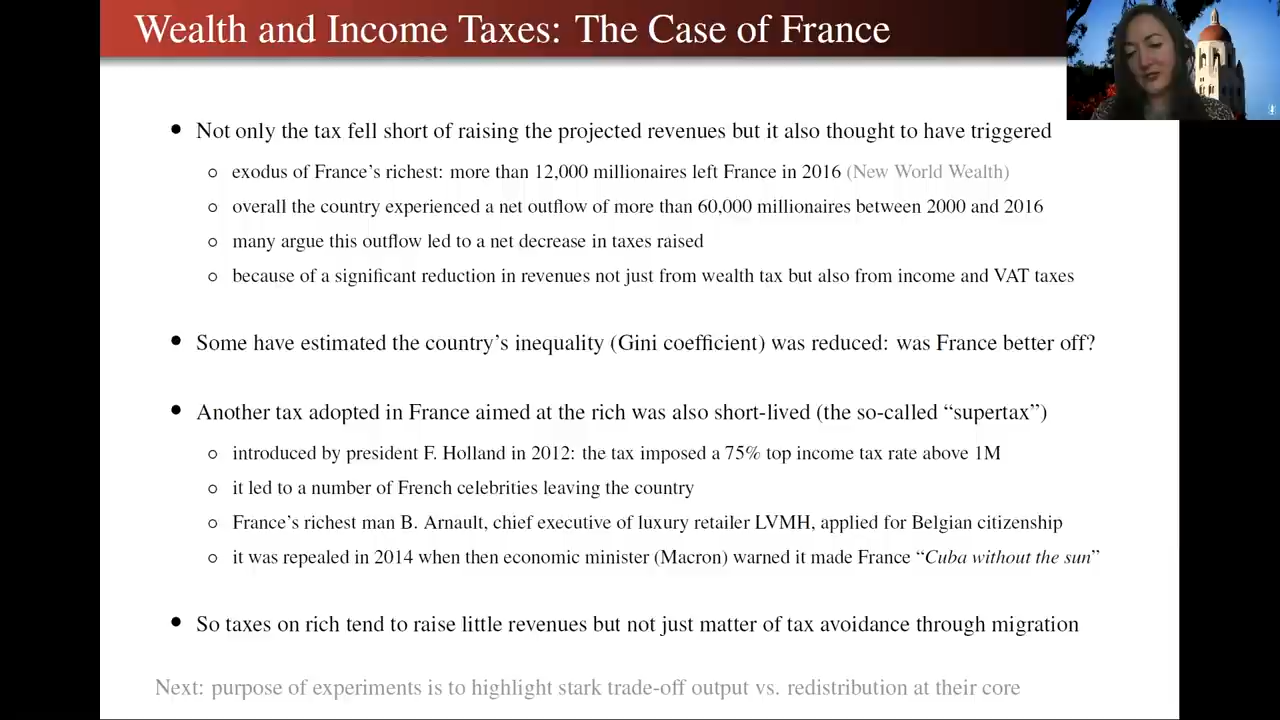 Wealth and Income Taxes: The Case of France
• Not only the tax fell short of raising the projected revenues but it also thought to have triggered
○ exodus of France's richest: more than 12,000 millionaires left France in 2016 (New World Wealth)
○ overall the country experienced a net outflow of more than 60,000 millionaires between 2000 and 2016
○ many argue this outflow led to a net decrease in taxes raised
○ because of a significant reduction in revenues not just from wealth tax but also from income and VAT taxes
• Some have estimated the country's inequality (Gini coefficient) was reduced: was France better off?
• Another tax adopted in France aimed at the rich was also short-lived (the so-called “supertax”)
○ introduced by president F. Holland in 2012: the tax imposed a 75% top income tax rate above 1M
○ it led to a number of French celebrities leaving the country
○ France's richest man B. Arnault, chief executive of luxury retailer LVMH, applied for Belgian citizenship
○ it was repealed in 2014 when then economic minister (Macron) warned it made France “Cuba without the sun”
• So taxes on rich tend to raise little revenues but not just matter of tax avoidance through migration
Next: purpose of experiments is to highlight stark trade-off output vs. redistribution at their core